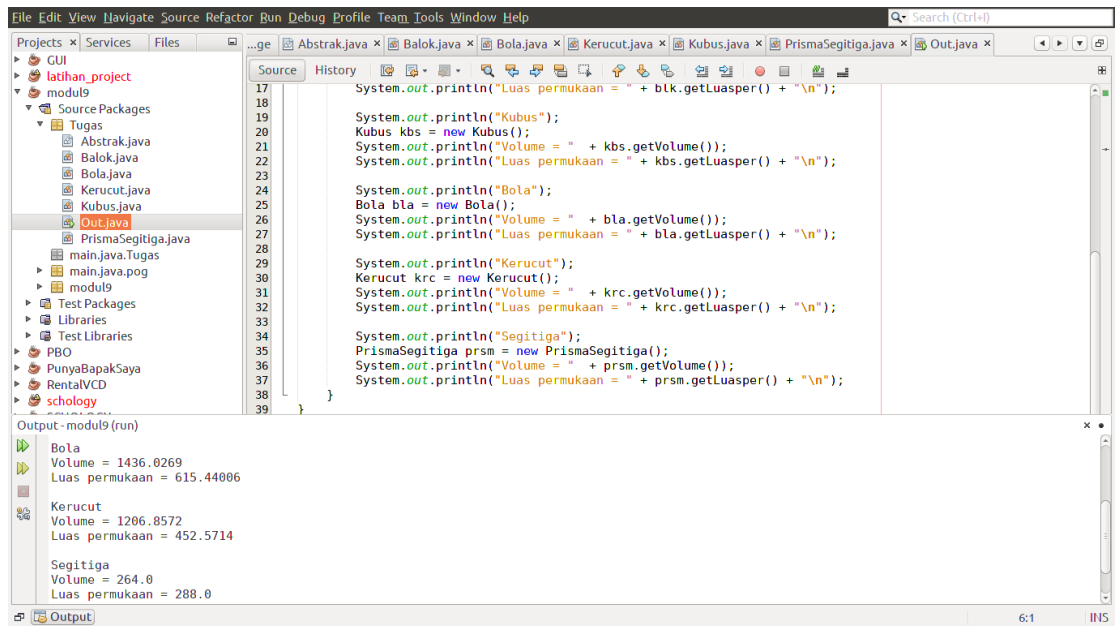 File Edit View Navigate Source Refactor Run Debug Profile Team Tools Window Help
Search (Ctrl+I)
Projects × Services Files
...ge Abstrak.java × Balok.java × Bola.java × Kerucut.java × Kubus.java × PrismaSegitiga.java × Out.java ×
Source History
GUI
latihan_project
modul9
Source Packages
Tugas
Abstrak.java
Balok.java
Bola.java
Kerucut.java
Kubus.java
Out.java
PrismaSegitiga.java
main.java.Tugas
main.java.pog
modul9
Test Packages
Libraries
Test Libraries
PBO
PunyaBapakSaya
RentalVCD
schology
17 System.out.println("Luas permukaan = " + blk.getLuasper() + "\n");
18
19 System.out.println("Kubus");
20 Kubus kbs = new Kubus();
21 System.out.println("Volume = " + kbs.getVolume());
22 System.out.println("Luas permukaan = " + kbs.getLuasper() + "\n");
23
24 System.out.println("Bola");
25 Bola bla = new Bola();
26 System.out.println("Volume = " + bla.getVolume());
27 System.out.println("Luas permukaan = " + bla.getLuasper() + "\n");
28
29 System.out.println("Kerucut");
30 Kerucut krc = new Kerucut();
31 System.out.println("Volume = " + krc.getVolume());
32 System.out.println("Luas permukaan = " + krc.getLuasper() + "\n");
33
34 System.out.println("Segitiga");
35 PrismaSegitiga prsm = new PrismaSegitiga();
36 System.out.println("Volume = " + prsm.getVolume());
37 System.out.println("Luas permukaan = " + prsm.getLuasper() + "\n");
38 }
39 }
Output - modul9 (run) ×
Bola
Volume = 1436.0269
Luas permukaan = 615.44006
Kerucut
Volume = 1206.8572
Luas permukaan = 452.5714
Segitiga
Volume = 264.0
Luas permukaan = 288.0
Output
6:1 INS